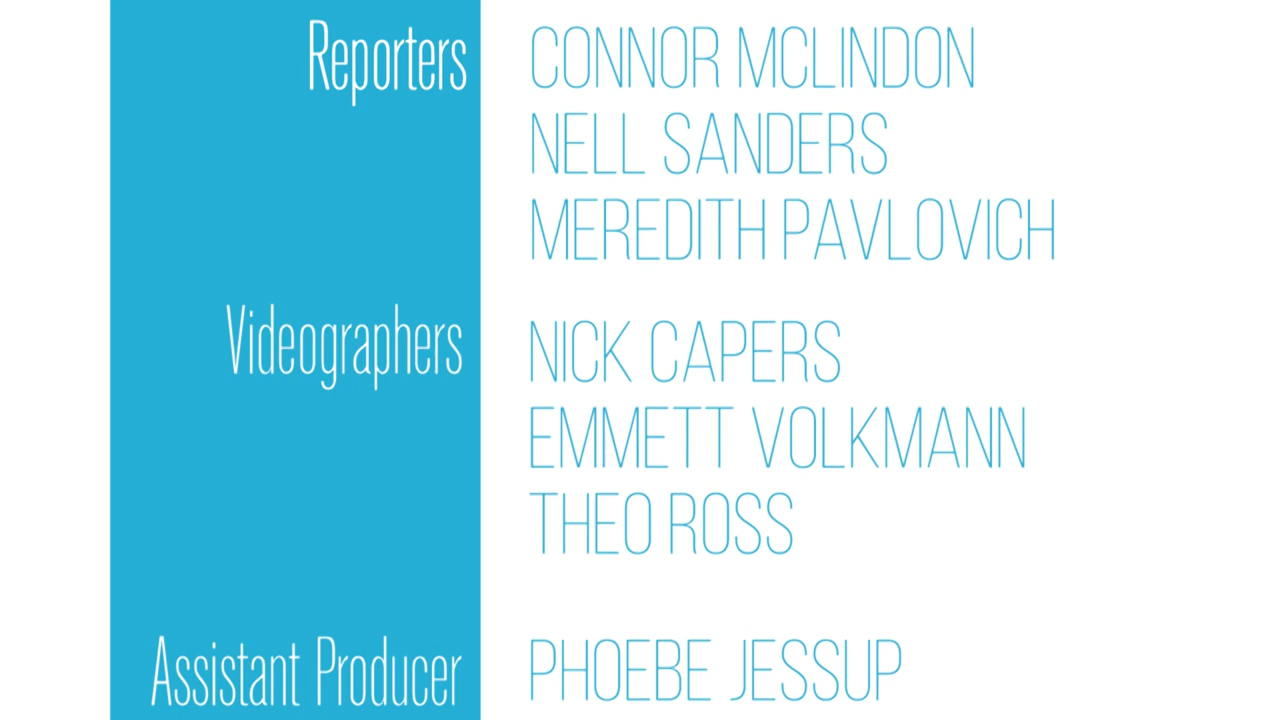 Reporters CONNOR MCLINDON
NELL SANDERS
MEREDITH PAVLOVICH
Videographers NICK CAPERS
EMMETT VOLKMANN
THEO ROSS
Assistant Producer PHOEBE JESSUP